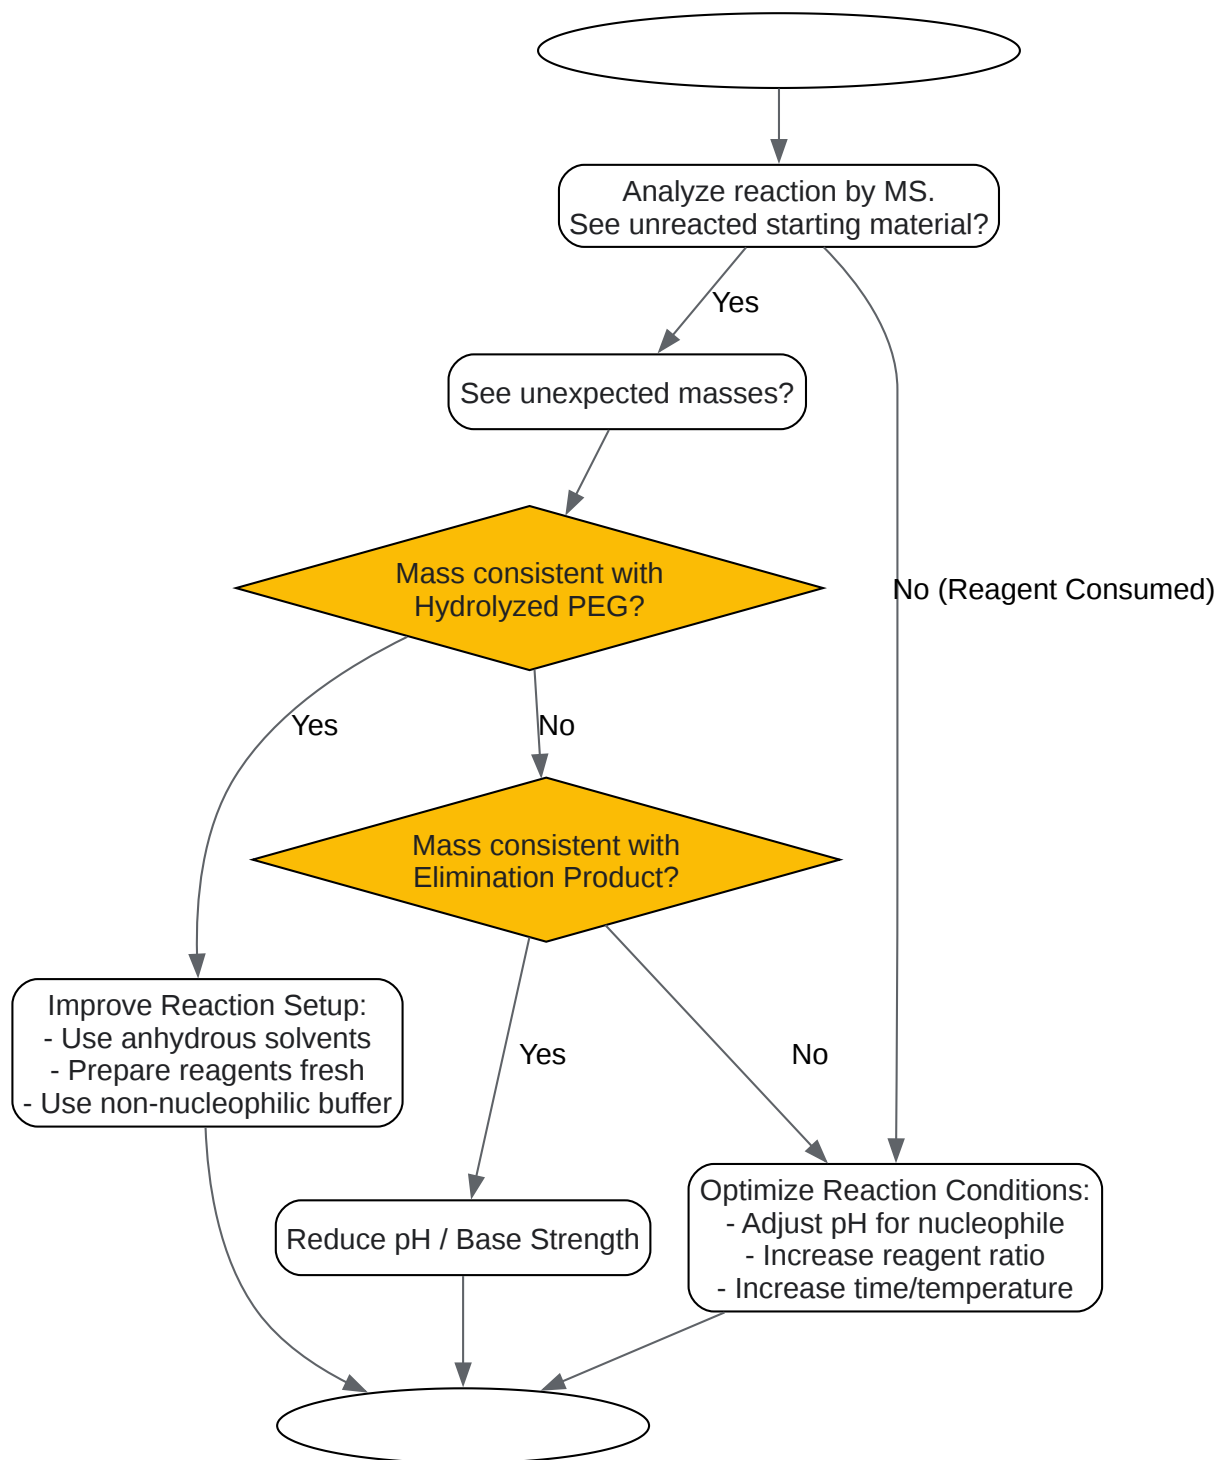 Analyze reaction by MS.
See unreacted starting material?
Yes
See unexpected masses?
Mass consistent with
Hydrolyzed PEG?
No (Reagent Consumed)
Yes
No
Mass consistent with
Elimination Product?
Improve Reaction Setup:
- Use anhydrous solvents
- Prepare reagents fresh
- Use non-nucleophilic buffer
Yes
No
Reduce pH / Base Strength
Optimize Reaction Conditions:
- Adjust pH for nucleophile
- Increase reagent ratio
- Increase time/temperature